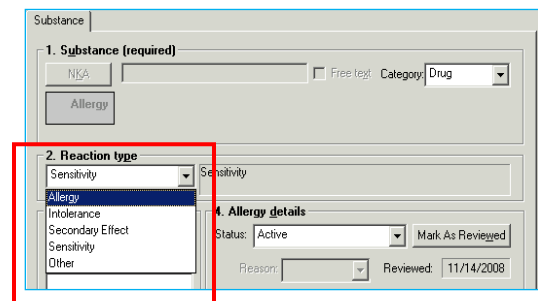 Substance
1. Substance (required)
NKA
Free text Category: Drug
Allergy
2. Reaction type
Sensitivity Sensitivity
Allergy
Intolerance
Secondary Effect
Sensitivity
Other
4. Allergy details
Status: Active Mark As Reviewed
Reason: Reviewed: 11/14/2008